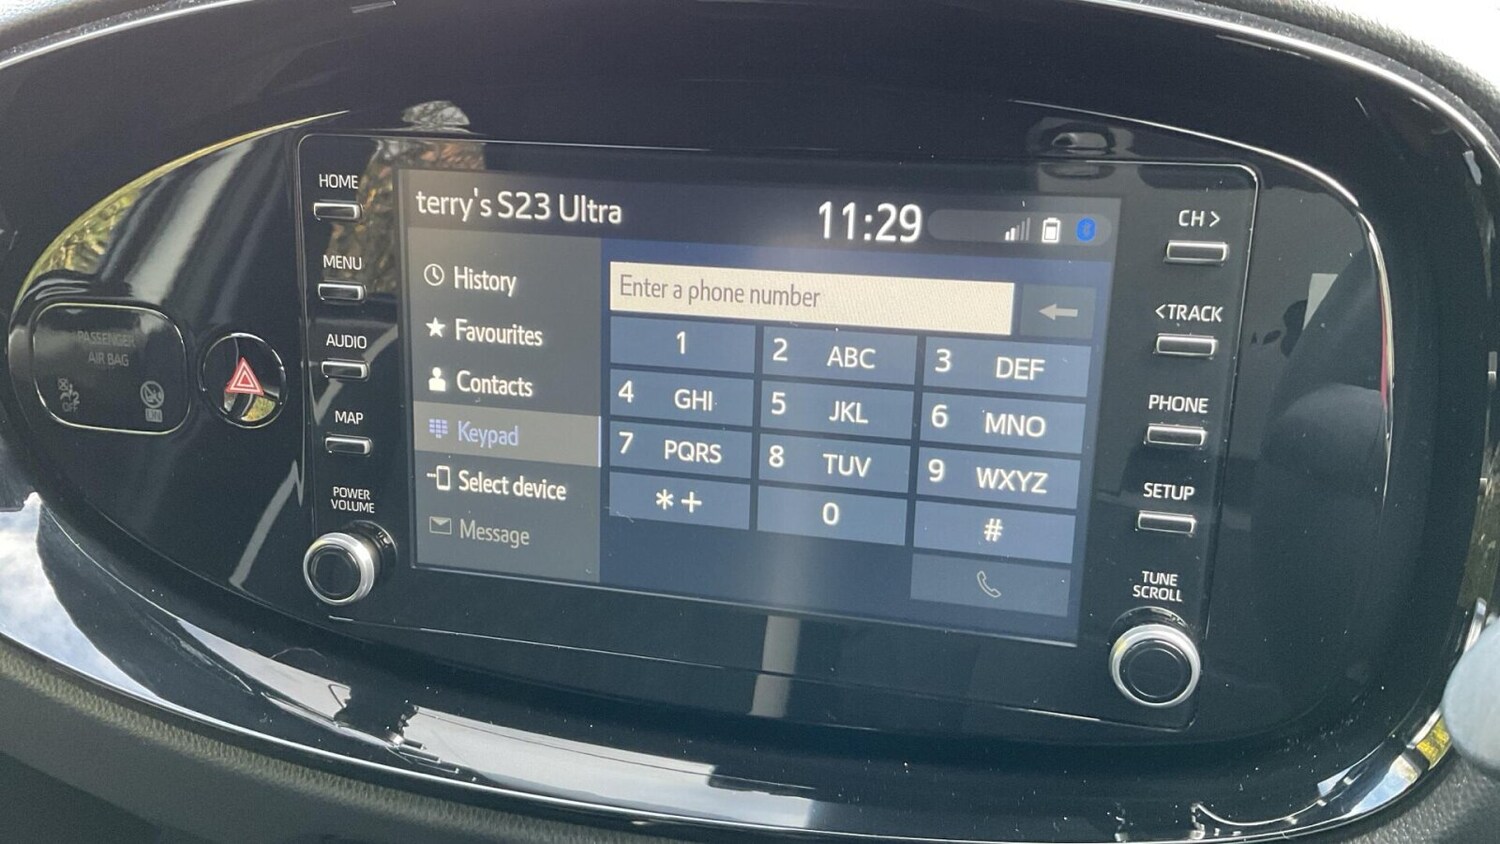 HOME
MENU
AUDIO
MAP
POWER
VOLUME
PASSENGER
AIR BAG
OFF
ON
terry's S23 Ultra
11:29
History
Favourites
Contacts
Keypad
Select device
Message
Enter a phone number
1
2 ABC
3 DEF
4 GHI
5 JKL
6 MNO
7 PQRS
8 TUV
9 WXYZ
*+
0
#
CH >
< TRACK
PHONE
SETUP
TUNE
SCROLL